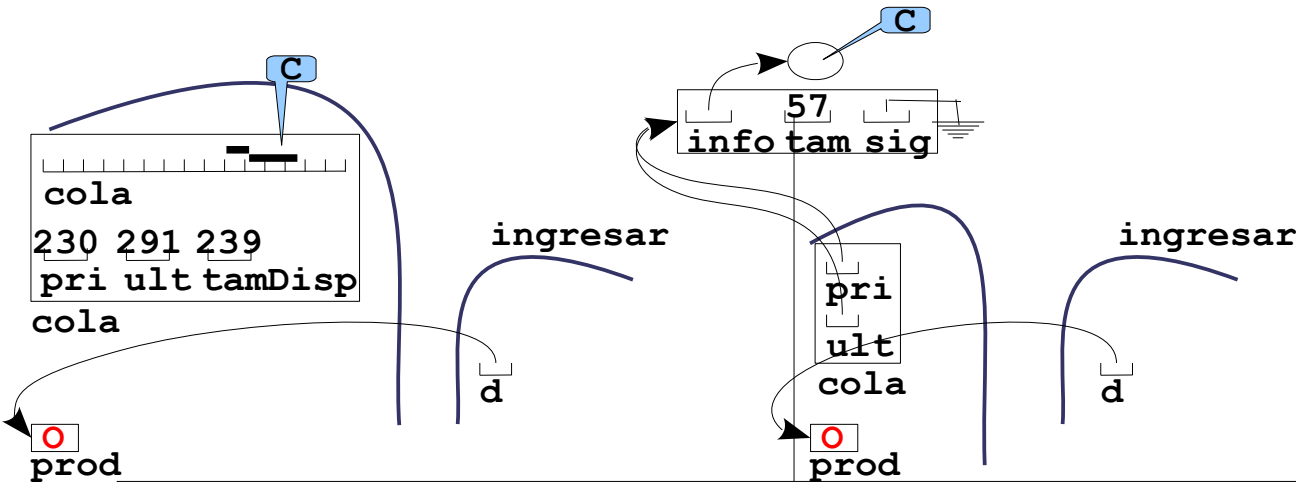 C
cola
230 291 239
pri ult tamDisp
cola
ingresar
d
O
prod
C
57
info tam sig
ingresar
pri
ult
cola
d
O
prod